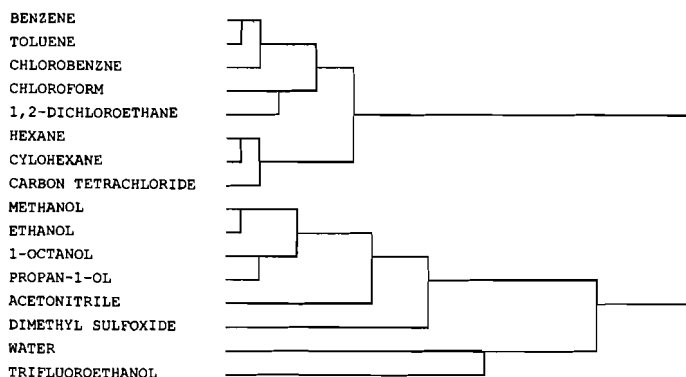 BENZENE
TOLUENE
CHLOROBENZNE
CHLOROFORM
1,2-DICHLOROETHANE
HEXANE
CYLOHEXANE
CARBON TETRACHLORIDE
METHANOL
ETHANOL
1-OCTANOL
PROPAN-1-OL
ACETONITRILE
DIMETHYL SULFOXIDE
WATER
TRIFLUOROETHANOL